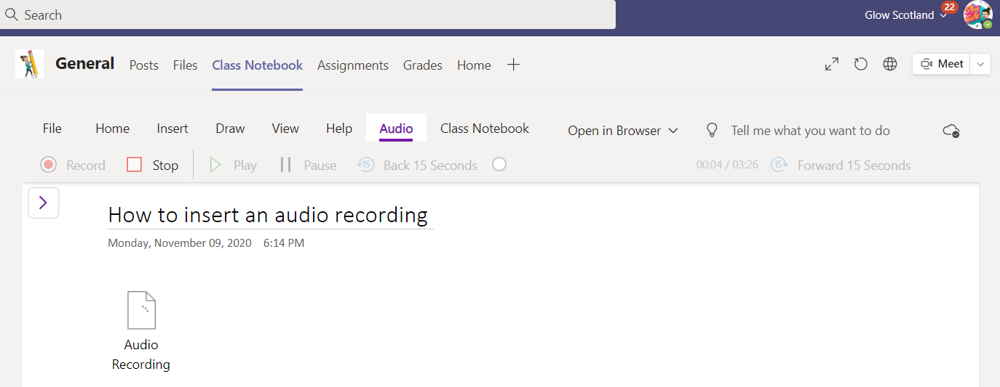 Search
Glow Scotland 22
General Posts Files Class Notebook Assignments Grades Home Meet
File Home Insert Draw View Help Audio Class Notebook Open in Browser Tell me what you want to do
Record Stop Play Pause 15 Back 15 Seconds 00:04 / 03:26 15 Forward 15 Seconds
How to insert an audio recording
Monday, November 09, 2020 6:14 PM
Audio
Recording